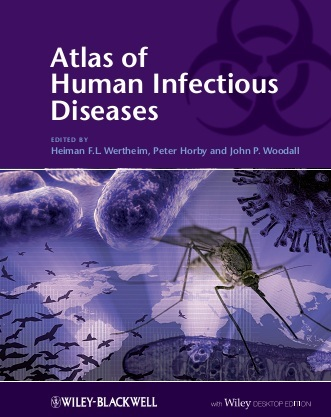 Atlas of
Human Infectious
Diseases
EDITED BY
Heiman F.L. Wertheim, Peter Horby and John P. Woodall
WILEY-BLACKWELL
with Wiley DESKTOP EDITION